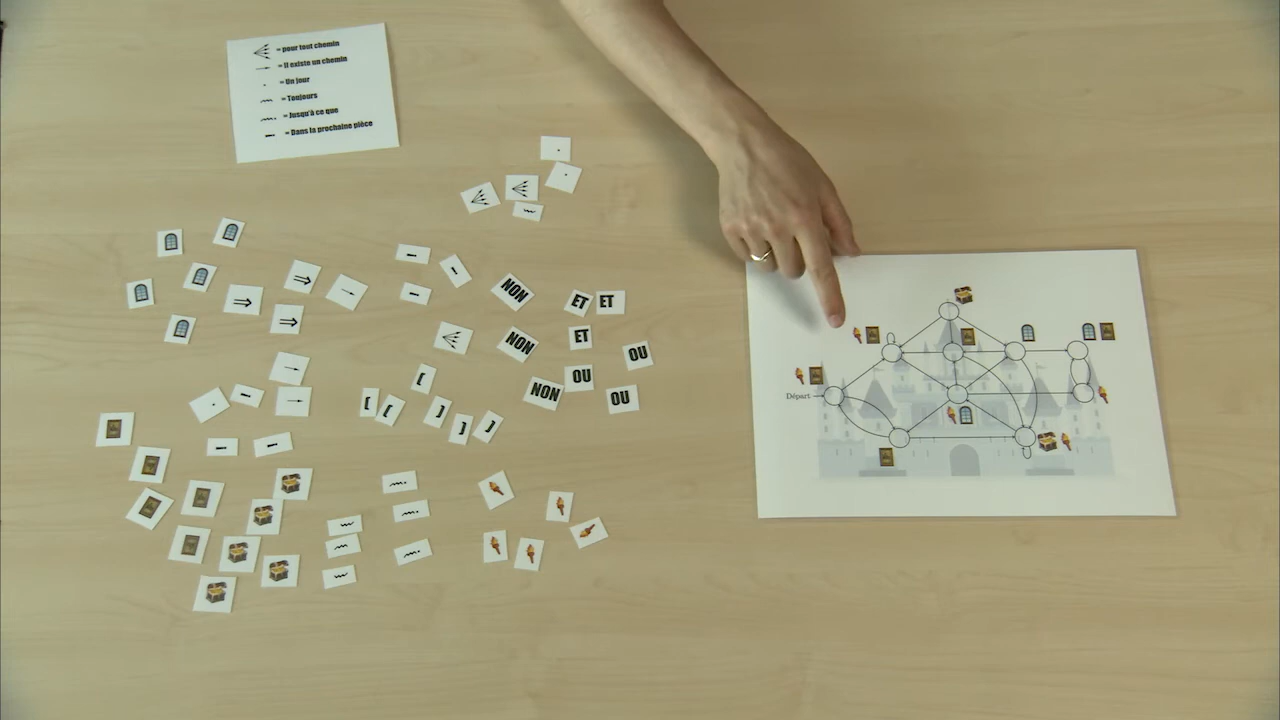 = pour tout chemin
= Il existe un chemin
= Un jour
= Toujours
= Jusqu'à ce que
= Dans la prochaine pièce
NON
ET ET
NON
ET
OU
OU
NON
OU
[
[
[
]
]
]
Départ